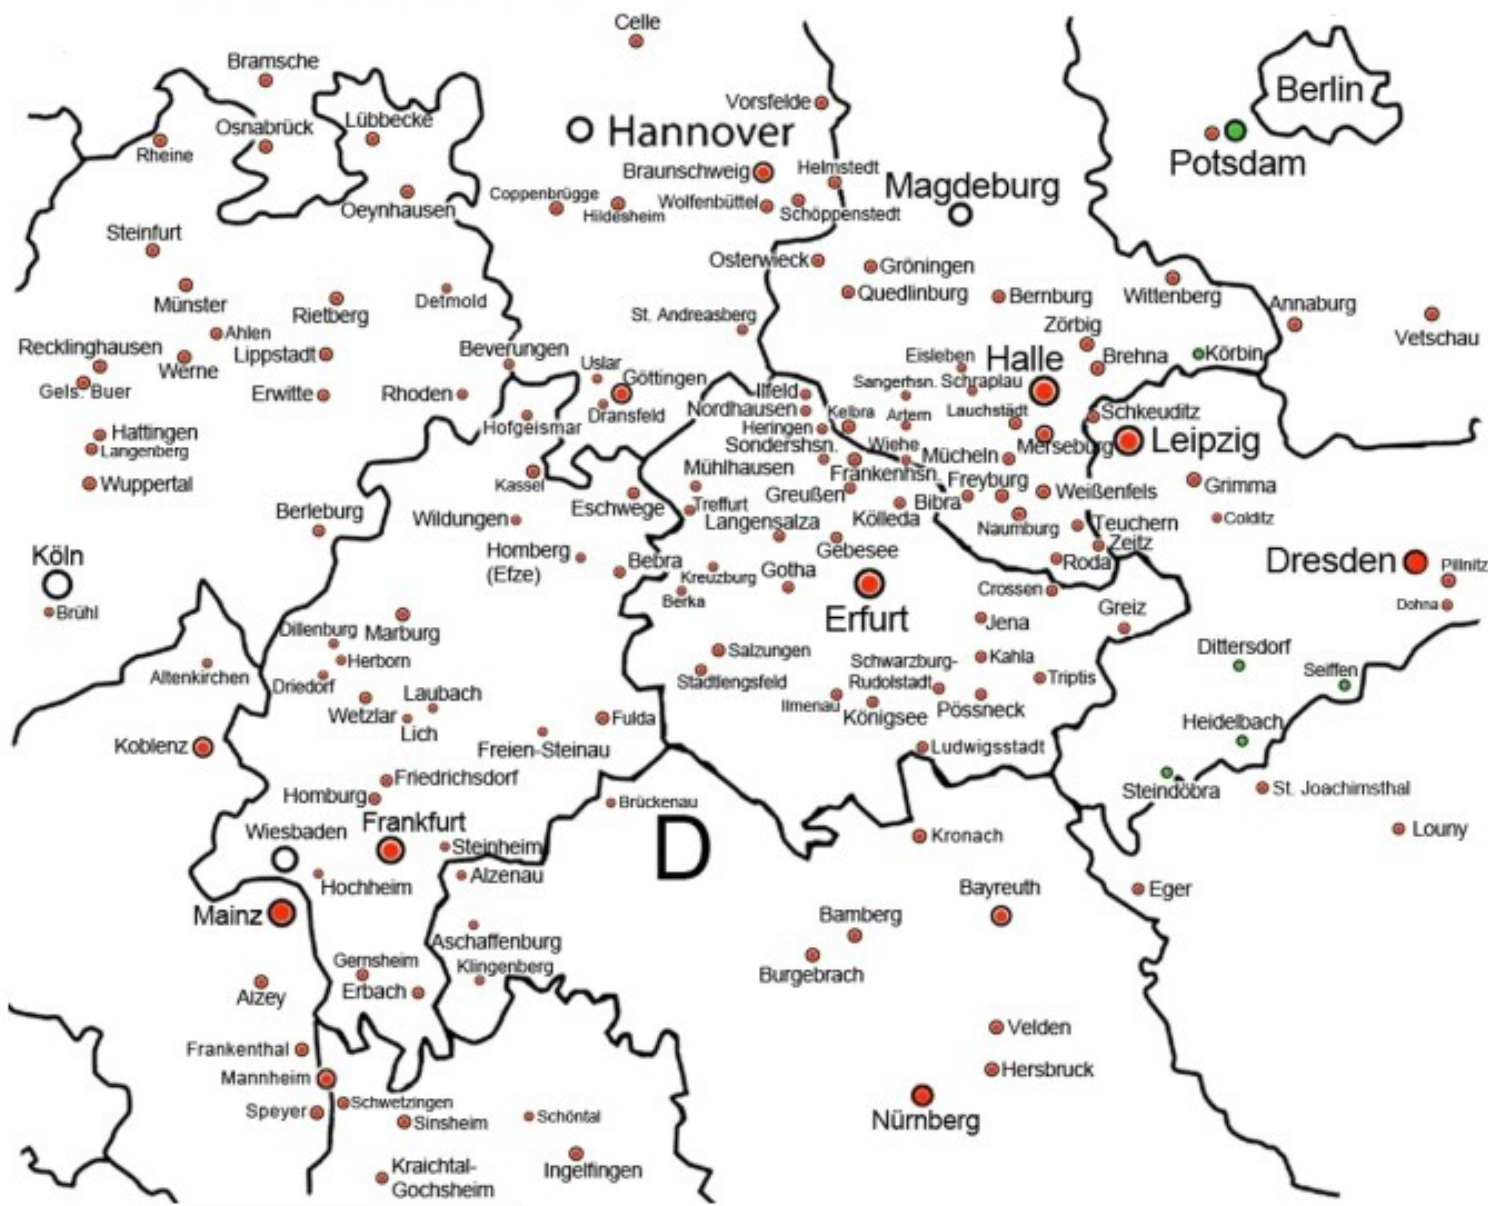 Celle
Bramsche
Berlin
Vorsfelde
Lübbecke
Osnabrück
Hannover
Rheine
Potsdam
Braunschweig
Helmstedt
Magdeburg
Coppenbrügge
Wolfenbüttel
Hildesheim
Schöppenstedt
Oeynhausen
Steinfurt
Osterwieck
Gröningen
Münster
Detmold
Quedlinburg
Bernburg
Wittenberg
Annaburg
Rietberg
St. Andreasberg
Zörbig
Vetschau
Ahlen
Recklinghausen
Lippstadt
Beverungen
Eisleben
Halle
Brehna
Körbin
Werne
Uslar
Göttingen
Sangerhsn.
Schraplau
Gels. Buer
Erwitte
Rhoden
Ilfeld
Nordhausen
Kelbra
Artern
Lauchstädt
Schkeuditz
Dransfeld
Hofgeismar
Heringen
Hattingen
Sondershsn.
Wiehe
Merseburg
Leipzig
Langenberg
Mücheln
Mühlhausen
Frankenhsn.
Wuppertal
Kassel
Freyburg
Grimma
Greußen
Bibra
Weißenfels
Treffurt
Eschwege
Berleburg
Wildungen
Langensalza
Kölleda
Naumburg
Teuchern
Colditz
Köln
Homberg
(Efze)
Gebesee
Zeitz
Bebra
Kreuzburg
Gotha
Roda
Dresden
Pillnitz
Berka
Crossen
Brühl
Erfurt
Greiz
Dohna
Dillenburg
Marburg
Jena
Salzungen
Kahla
Dittersdorf
Herborn
Schwarzburg-
Rudolstadt
Altenkirchen
Driedorf
Stadtlengsfeld
Triptis
Seiffen
Laubach
Wetzlar
Ilmenau
Königsee
Pössneck
Lich
Fulda
Heidelbach
Koblenz
Freien-Steinau
Ludwigsstadt
Friedrichsdorf
Homburg
Steindöbra
St. Joachimsthal
Brückenau
Wiesbaden
Frankfurt
Louny
Steinheim
D
Kronach
Hochheim
Alzenau
Bayreuth
Eger
Mainz
Bamberg
Aschaffenburg
Gernsheim
Klingenberg
Burgebrach
Alzey
Erbach
Velden
Frankenthal
Hersbruck
Mannheim
Schwetzingen
Speyer
Sinsheim
Schöntal
Nürnberg
Kraichtal-
Gochsheim
Ingelfingen